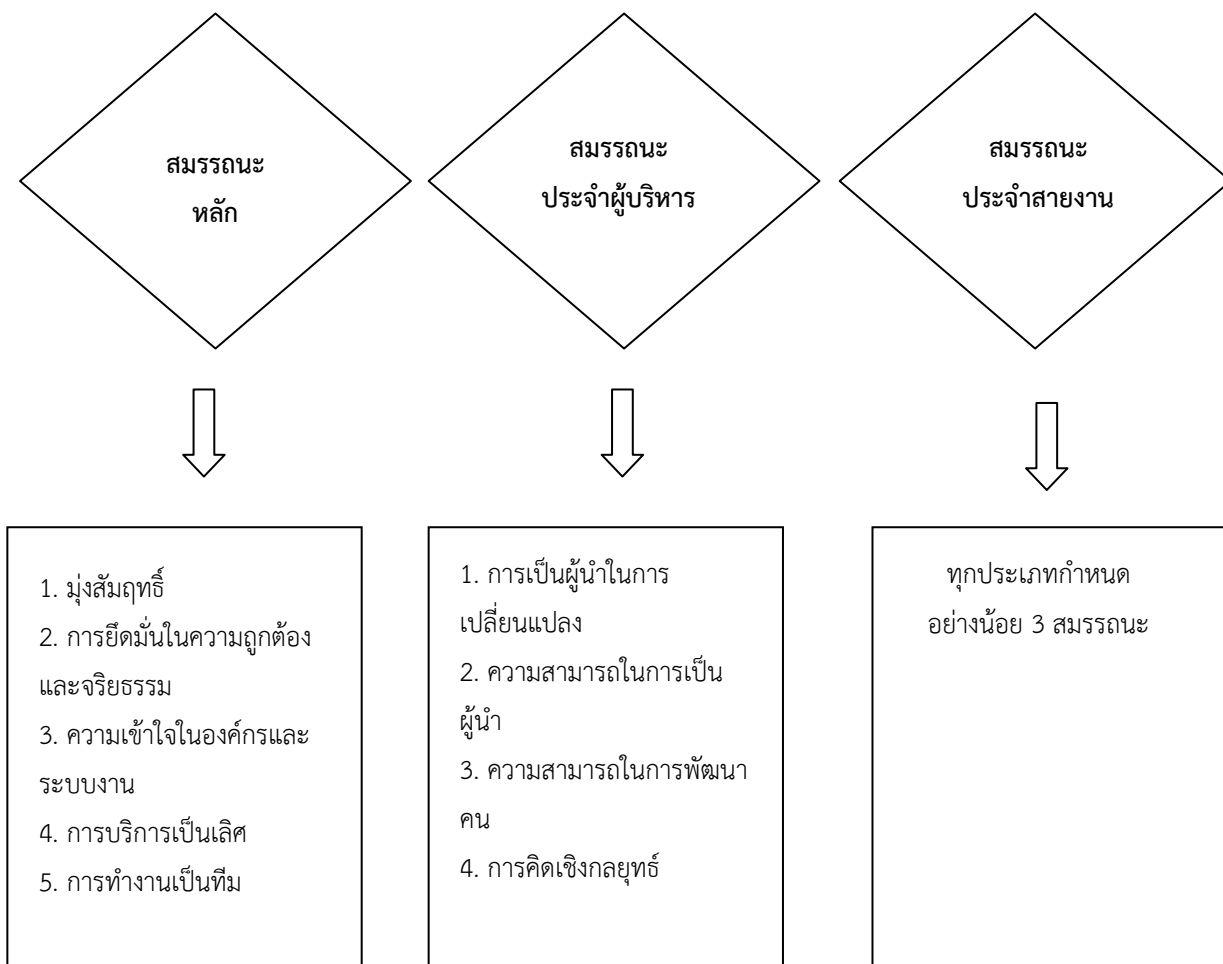 สมรรถนะ
หลัก
สมรรถนะ
ประจำผู้บริหาร
สมรรถนะ
ประจำสายงาน
1. มุ่งสัมฤทธิ์
2. การยึดมั่นในความถูกต้อง
และจริยธรรม
3. ความเข้าใจในองค์กรและ
ระบบงาน
4. การบริการเป็นเลิศ
5. การทำงานเป็นทีม
1. การเป็นผู้นำในการ
เปลี่ยนแปลง
2. ความสามารถในการเป็น
ผู้นำ
3. ความสามารถในการพัฒนา
คน
4. การคิดเชิงกลยุทธ์
ทุกประเภทกำหนด
อย่างน้อย 3 สมรรถนะ